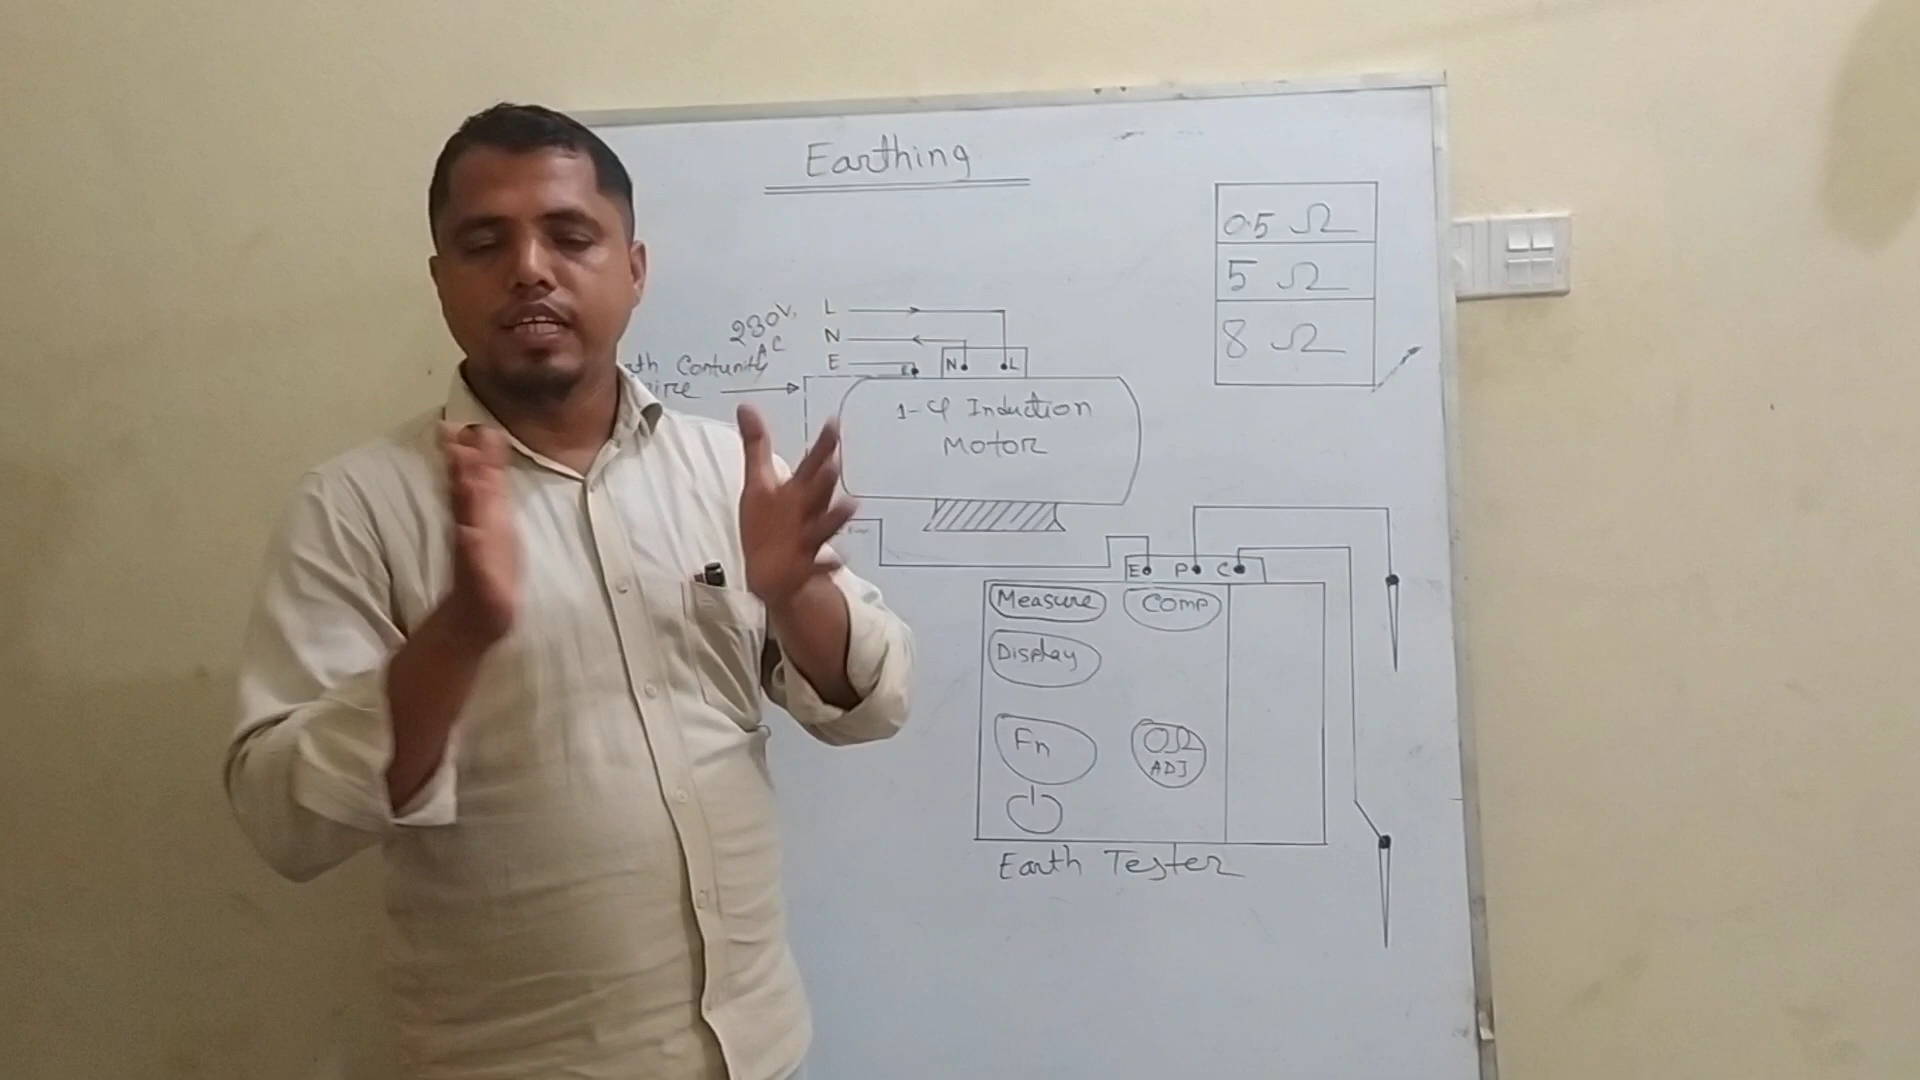 Earthing
0.5 Ω
5 Ω
8 Ω
230V, AC
L
N
E
Contunity
N L
1-φ Induction
Motor
E P C
Measure Comp
Display
Fn 0Ω ADJ
Earth Tester